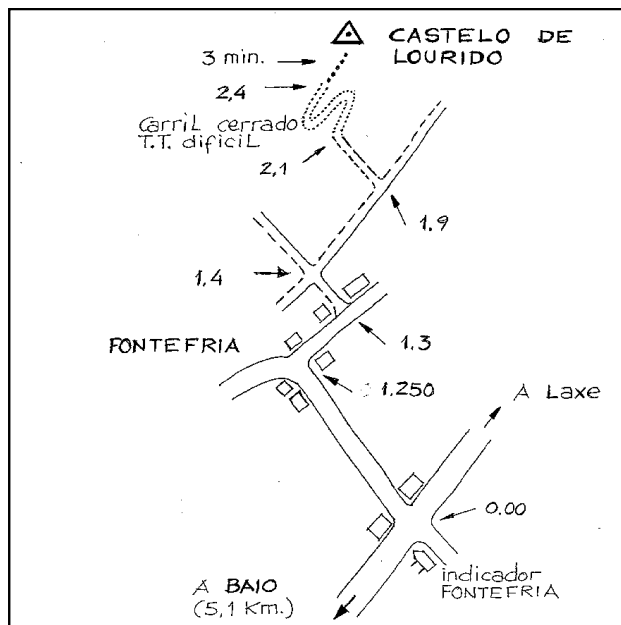 CASTELO DE
LOURIDO
3 min.
2,4
Carril cerrado
T.T. dificil
2,1
1,9
1,4
FONTEFRIA
1.3
1.250
A Laxe
0.00
indicador
FONTEFRIA
A BAIO
(5,1 Km.)